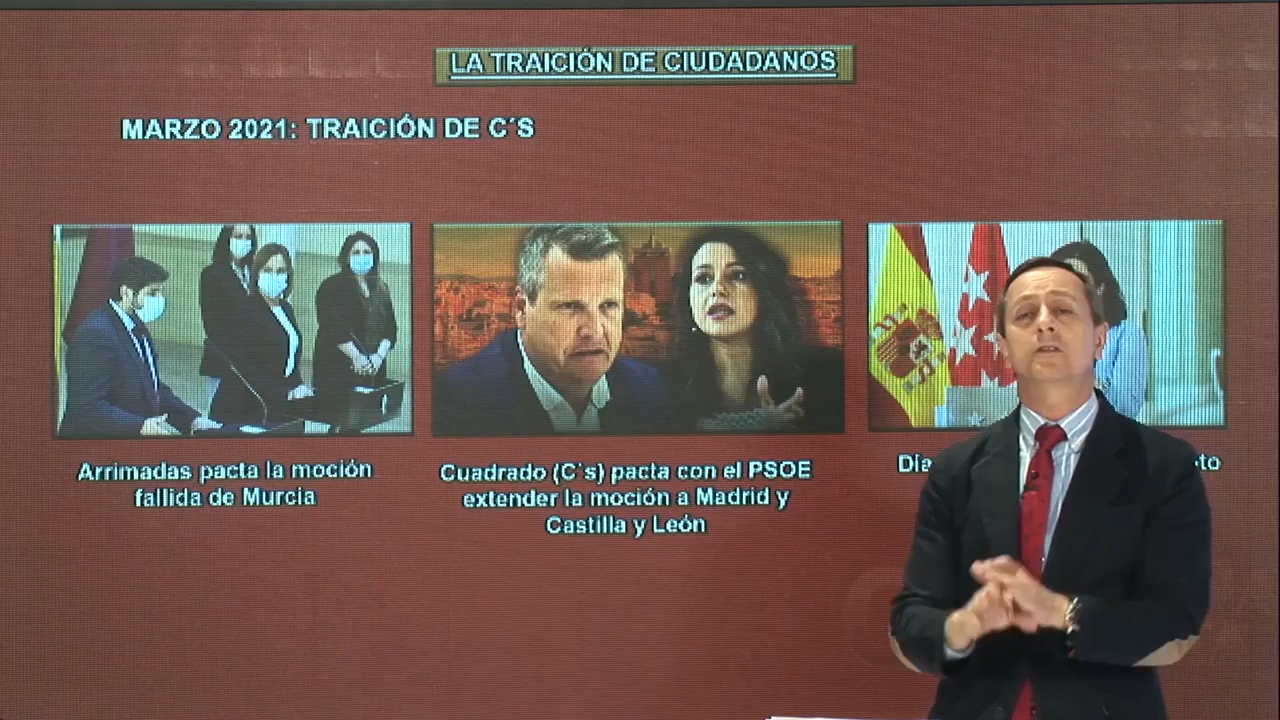 LA TRAICIÓN DE CIUDADANOS
MARZO 2021: TRAICIÓN DE C´S
Arrimadas pacta la moción
fallida de Murcia
Cuadrado (C´s) pacta con el PSOE
extender la moción a Madrid y
Castilla y León